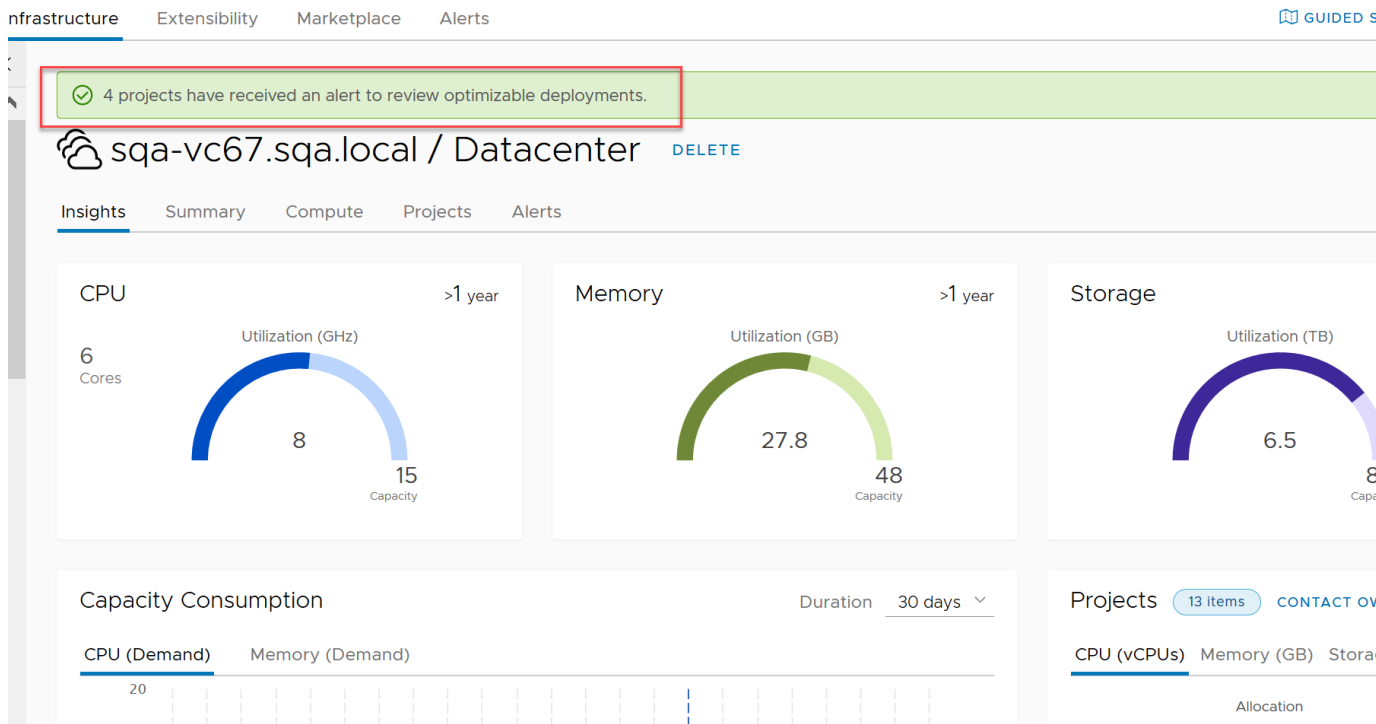 nfrastructure Extensibility Marketplace Alerts GUIDED S
4 projects have received an alert to review optimizable deployments.
sqa-vc67.sqa.local / Datacenter DELETE
Insights Summary Compute Projects Alerts
CPU >1 year
Utilization (GHz)
6
Cores
8
15
Capacity
Memory >1 year
Utilization (GB)
27.8
48
Capacity
Storage
Utilization (TB)
6.5
8
Capa
Capacity Consumption Duration 30 days
CPU (Demand) Memory (Demand)
20
Projects 13 items CONTACT OW
CPU (vCPUs) Memory (GB) Storag
Allocation